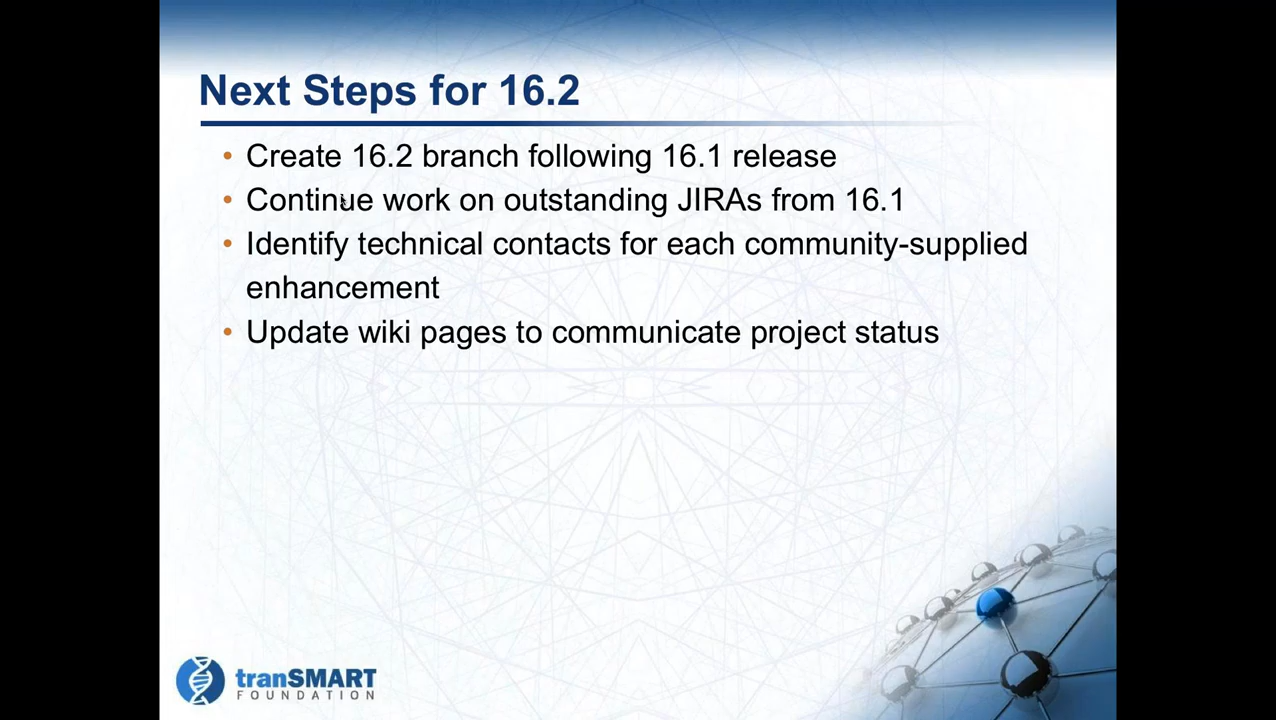 Next Steps for 16.2
• Create 16.2 branch following 16.1 release
• Continue work on outstanding JIRAs from 16.1
• Identify technical contacts for each community-supplied
enhancement
• Update wiki pages to communicate project status
tranSMART
FOUNDATION